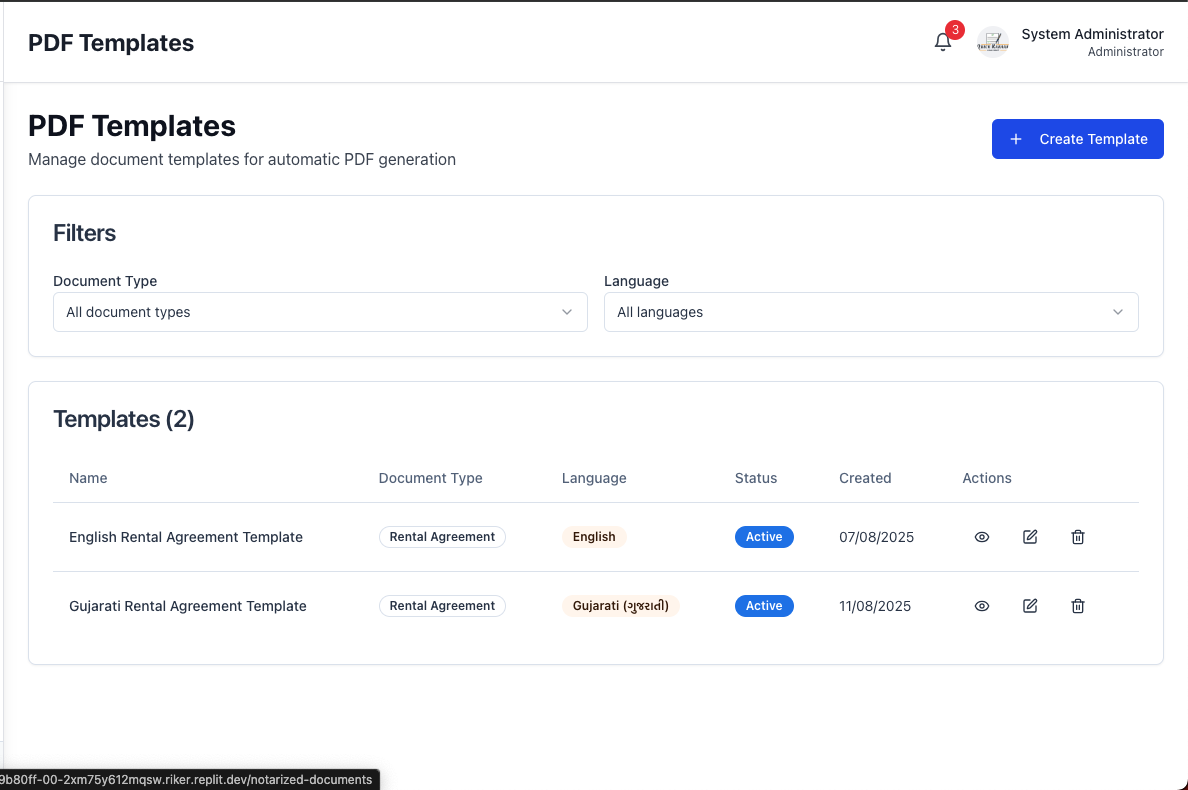 PDF Templates
3
System Administrator
Administrator
PDF Templates
Manage document templates for automatic PDF generation
+ Create Template
Filters
Document Type
Language
All document types
All languages
Templates (2)
Name Document Type Language Status Created Actions
English Rental Agreement Template Rental Agreement English Active 07/08/2025
Gujarati Rental Agreement Template Rental Agreement Gujarati (ગુજરાતી) Active 11/08/2025
9b80ff-00-2xm75y612mqsw.riker.replit.dev/notarized-documents